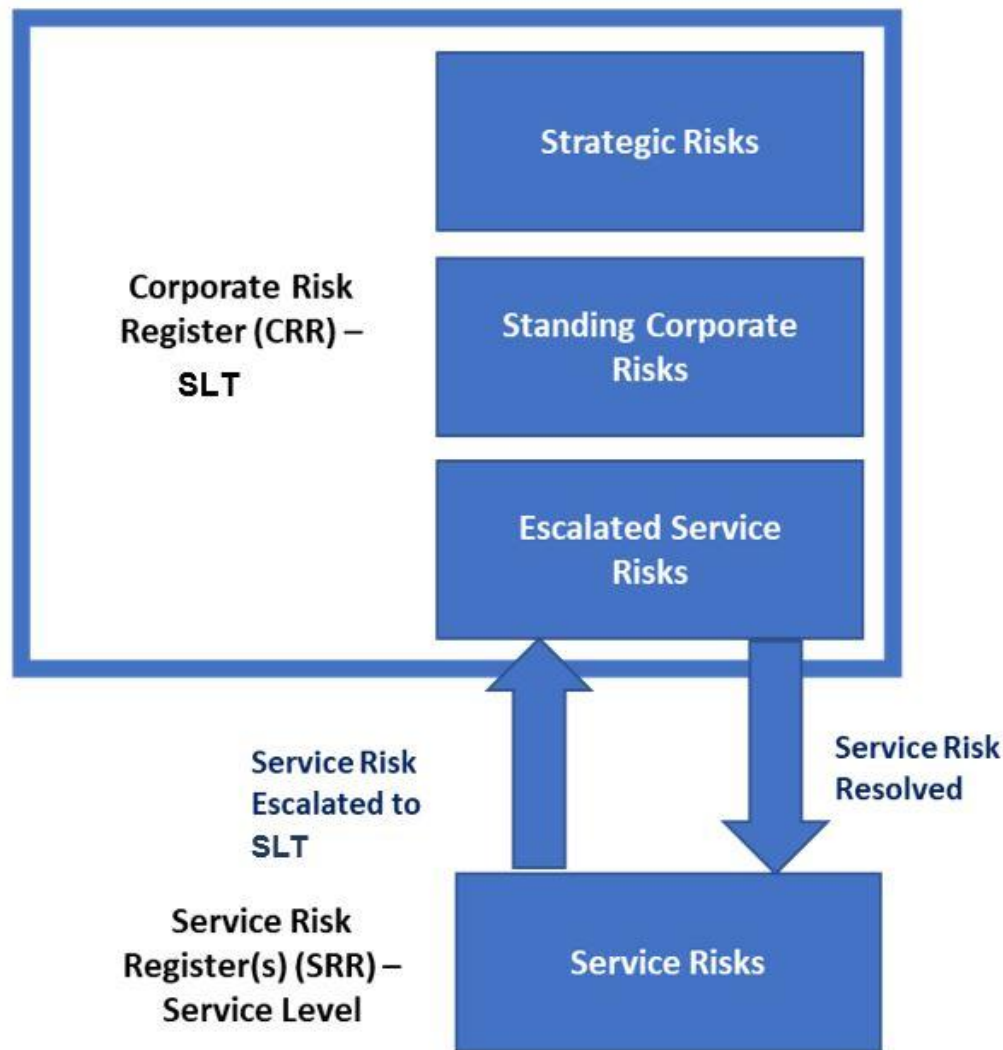 Strategic Risks
Corporate Risk
Register (CRR) –
SLT
Standing Corporate
Risks
Escalated Service
Risks
Service Risk
Escalated to
SLT
Service Risk
Resolved
Service Risk
Register(s) (SRR) –
Service Level
Service Risks